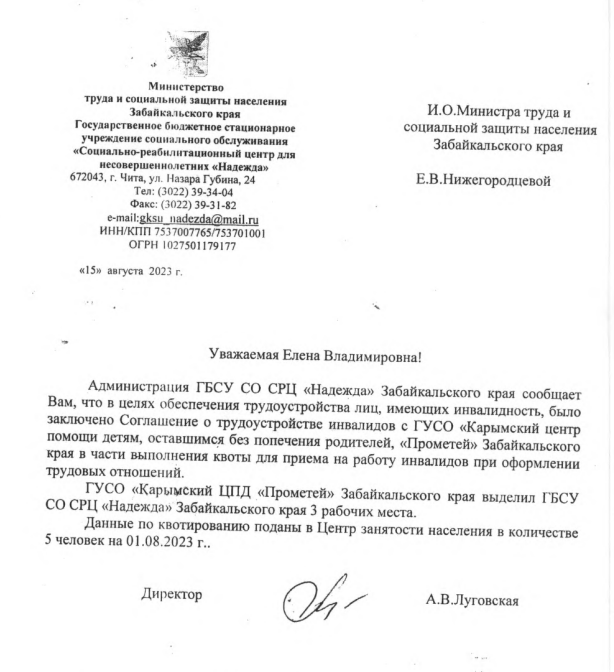 Министерство
труда и социальной защиты населения
Забайкальского края
Государственное бюджетное стационарное
учреждение социального обслуживания
«Социально-реабилитационный центр для
несовершеннолетних «Надежда»
672043, г. Чита, ул. Назара Губина, 24
Тел: (3022) 39-34-04
Факс: (3022) 39-31-82
e-mail:gksu_nadezda@mail.ru
ИНН/КПП 7537007765/753701001
ОГРН 1027501179177
«15» августа 2023 г.
И.О.Министра труда и
социальной защиты населения
Забайкальского края
Е.В.Нижегородцевой
Уважаемая Елена Владимировна!
Администрация ГБСУ СО СРЦ «Надежда» Забайкальского края сообщает
Вам, что в целях обеспечения трудоустройства лиц, имеющих инвалидность, было
заключено Соглашение о трудоустройстве инвалидов с ГУСО «Карымский центр
помощи детям, оставшимся без попечения родителей, «Прометей» Забайкальского
края в части выполнения квоты для приема на работу инвалидов при оформлении
трудовых отношений.
ГУСО «Карымский ЦПД «Прометей» Забайкальского края выделил ГБСУ
СО СРЦ «Надежда» Забайкальского края 3 рабочих места.
Данные по квотированию поданы в Центр занятости населения в количестве
5 человек на 01.08.2023 г..
Директор
А.В.Луговская